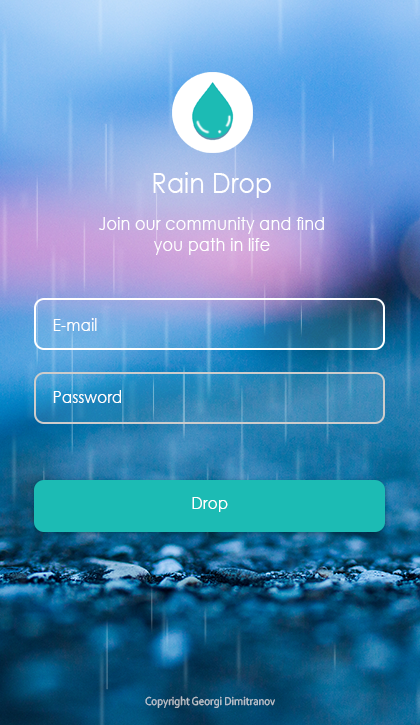 Rain Drop
Join our community and find
you path in life
E-mail
Password
Drop
Copyright Georgi Dimitranov